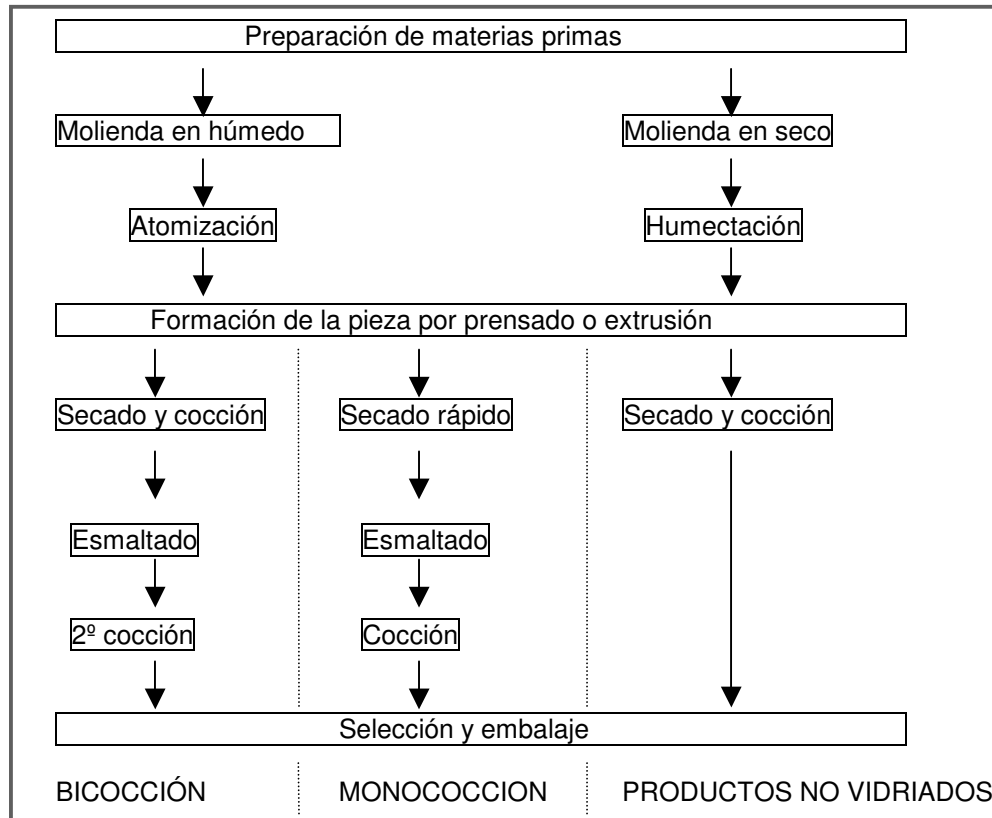 Preparación de materias primas
Molienda en húmedo Molienda en seco
Atomización Humectación
Formación de la pieza por prensado o extrusión
Secado y cocción Secado rápido Secado y cocción
Esmaltado Esmaltado
2º cocción Cocción
Selección y embalaje
BICOCCIÓN MONOCOCCION PRODUCTOS NO VIDRIADOS